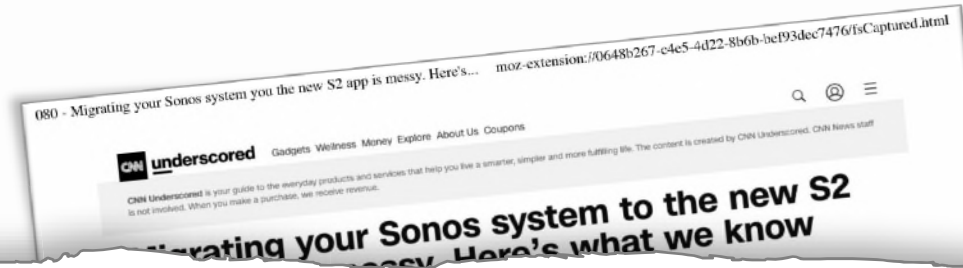 080 - Migrating your Sonos system you the new S2 app is messy. Here's... moz-extension://0648b267-c4e5-4d22-8b6b-bef93dec7476/fsCaptured.html
CNN underscored Gadgets Wellness Money Explore About Us Coupons
CNN Underscored is your guide to the everyday products and services that help you live a smarter, simpler and more fulfilling life. The content is created by CNN Underscored. CNN News staff
is not involved. When you make a purchase, we receive revenue.
Migrating your Sonos system to the new S2
messy. Here's what we know